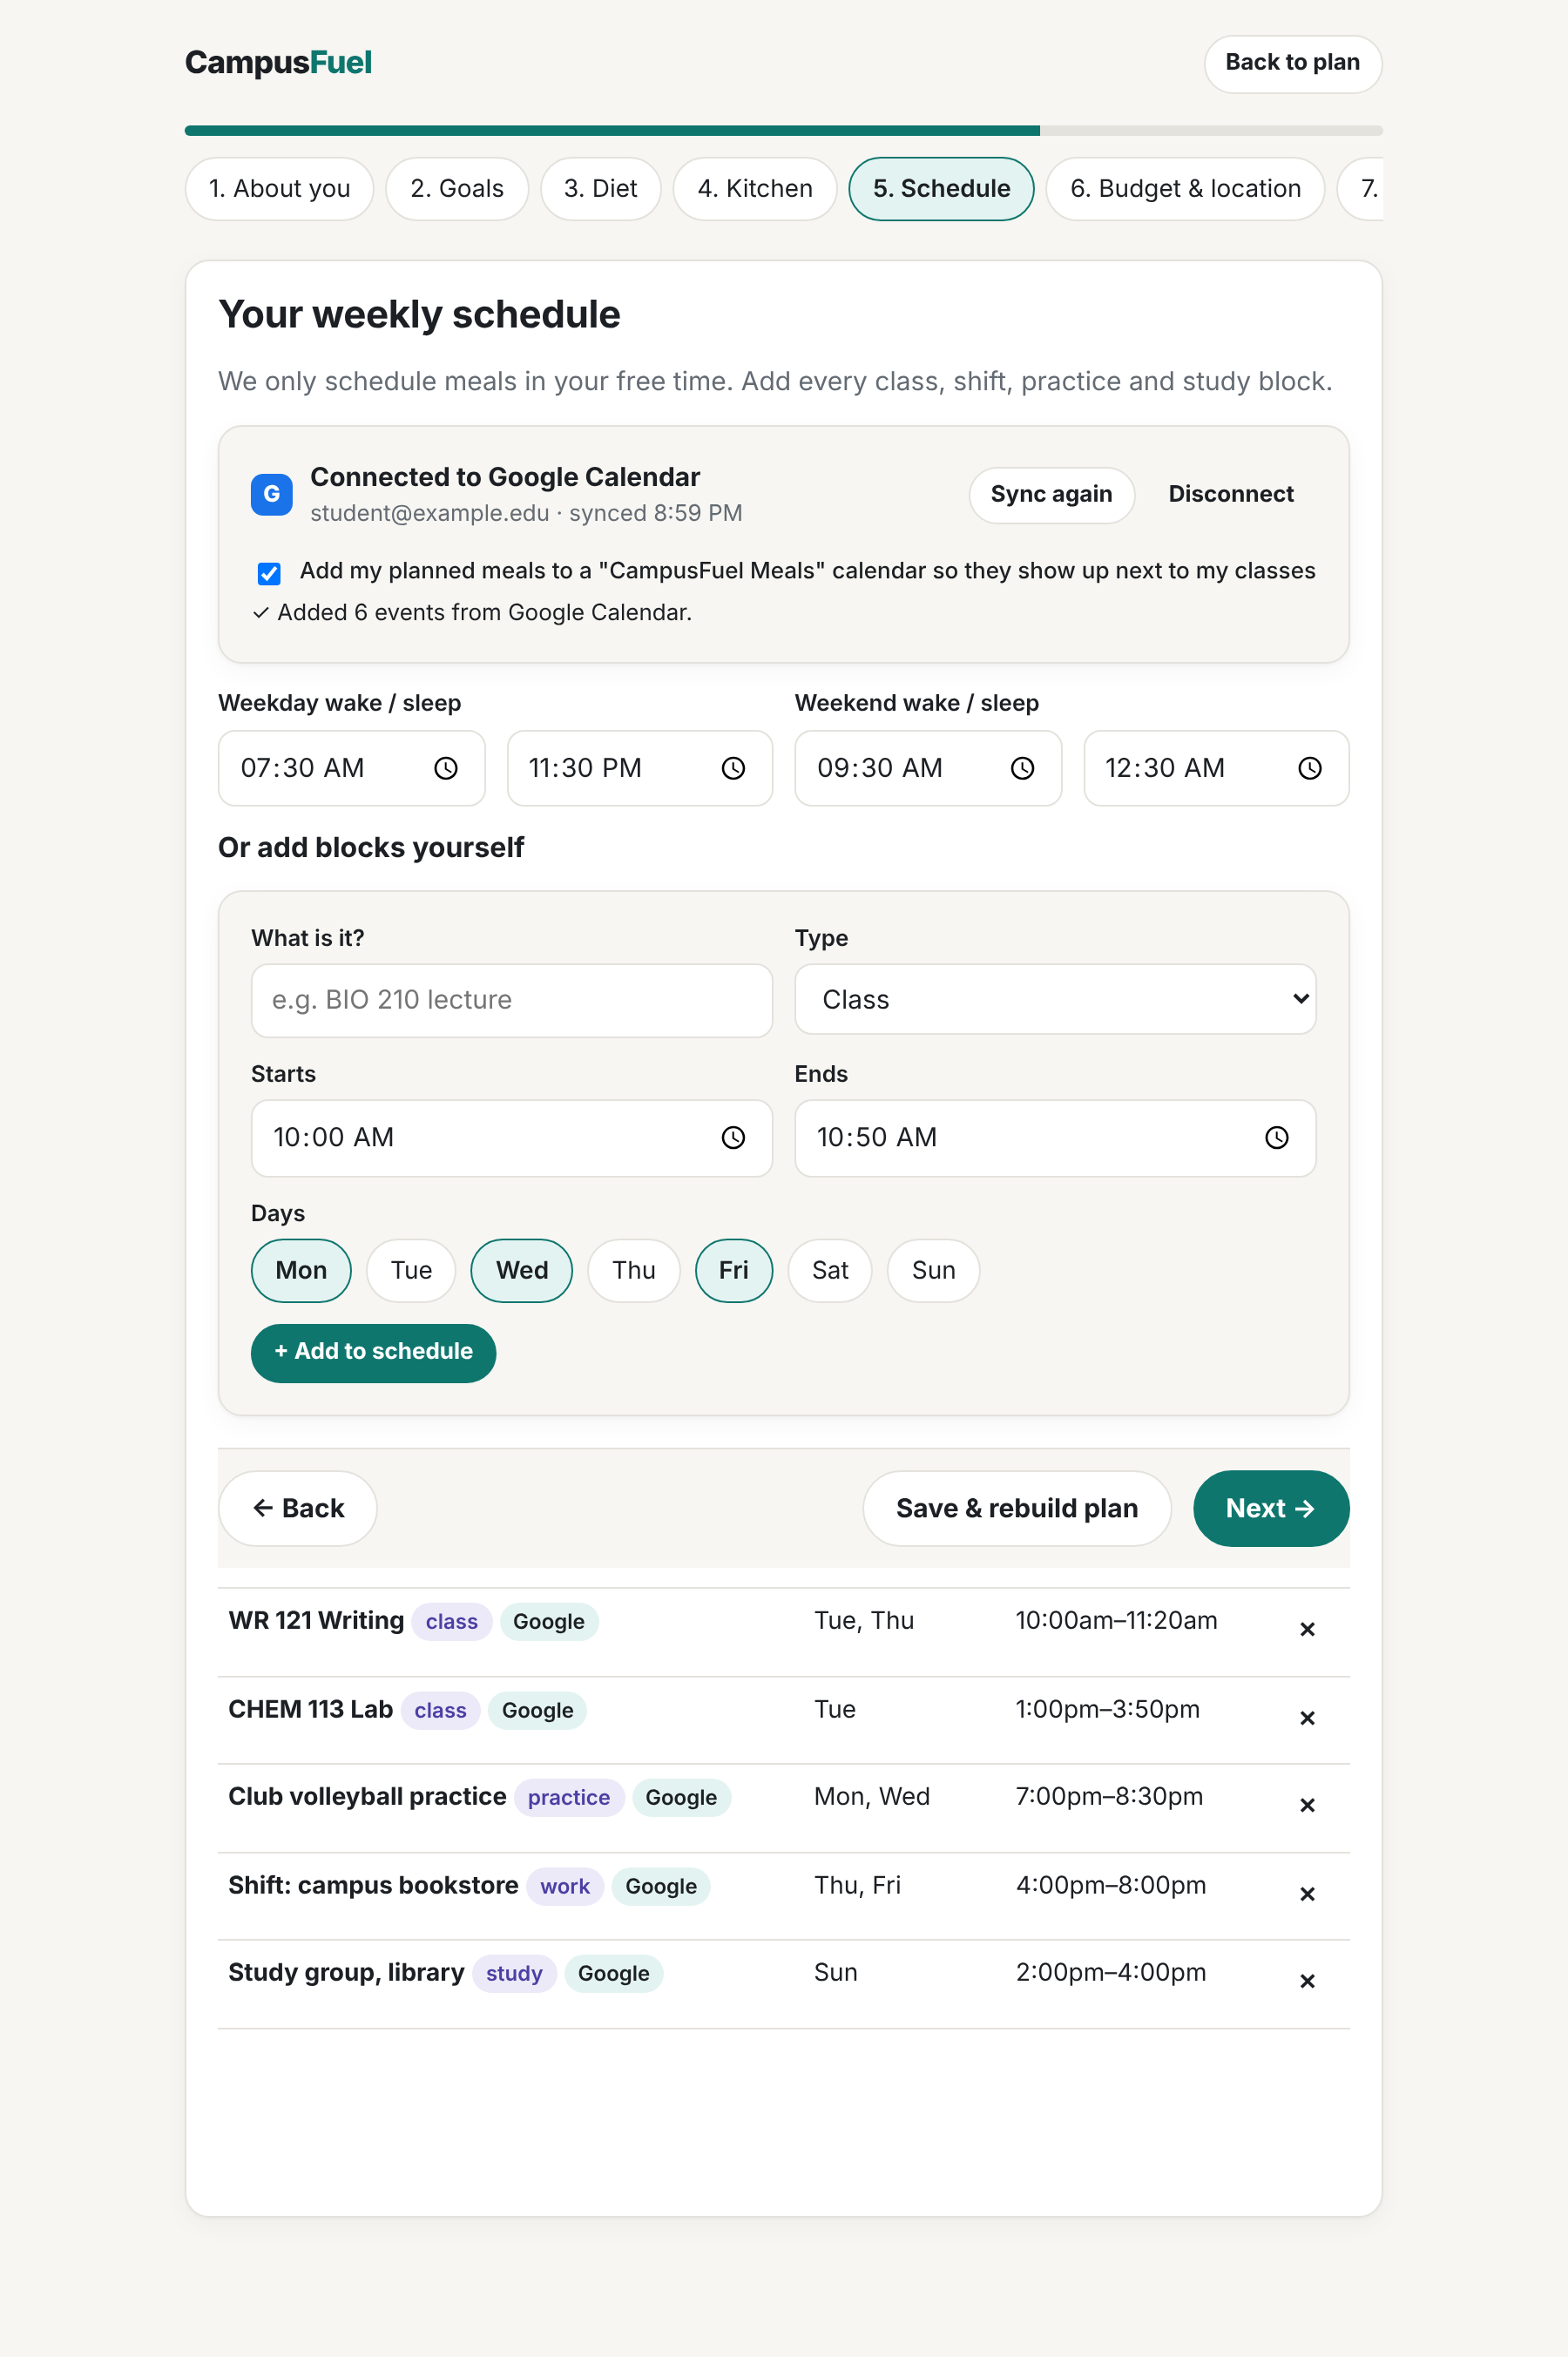 CampusFuel
Back to plan
1. About you
2. Goals
3. Diet
4. Kitchen
5. Schedule
6. Budget & location
7.
Your weekly schedule
We only schedule meals in your free time. Add every class, shift, practice and study block.
G
Connected to Google Calendar
student@example.edu · synced 8:59 PM
Sync again
Disconnect
Add my planned meals to a "CampusFuel Meals" calendar so they show up next to my classes
✓ Added 6 events from Google Calendar.
Weekday wake / sleep
Weekend wake / sleep
07:30 AM
11:30 PM
09:30 AM
12:30 AM
Or add blocks yourself
What is it?
Type
e.g. BIO 210 lecture
Class
Starts
Ends
10:00 AM
10:50 AM
Days
Mon
Tue
Wed
Thu
Fri
Sat
Sun
+ Add to schedule
← Back
Save & rebuild plan
Next →
WR 121 Writing class Google Tue, Thu 10:00am–11:20am ×
CHEM 113 Lab class Google Tue 1:00pm–3:50pm ×
Club volleyball practice practice Google Mon, Wed 7:00pm–8:30pm ×
Shift: campus bookstore work Google Thu, Fri 4:00pm–8:00pm ×
Study group, library study Google Sun 2:00pm–4:00pm ×